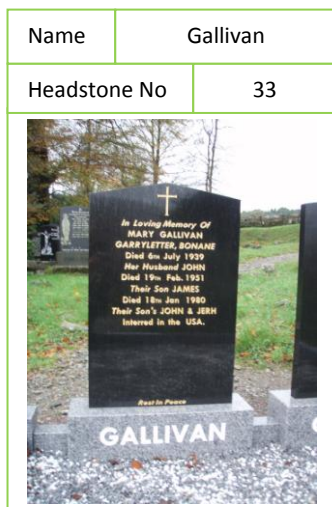 Name Gallivan
Headstone No 33
In Loving Memory Of
MARY GALLIVAN
GARRYLETTER, BONANE
Died 6TH July 1939
Her Husband JOHN
Died 19TH Feb. 1951
Their Son JAMES
Died 18TH Jan 1980
Their Son's JOHN & JERH
Interred in the USA.
Rest In Peace
GALLIVAN